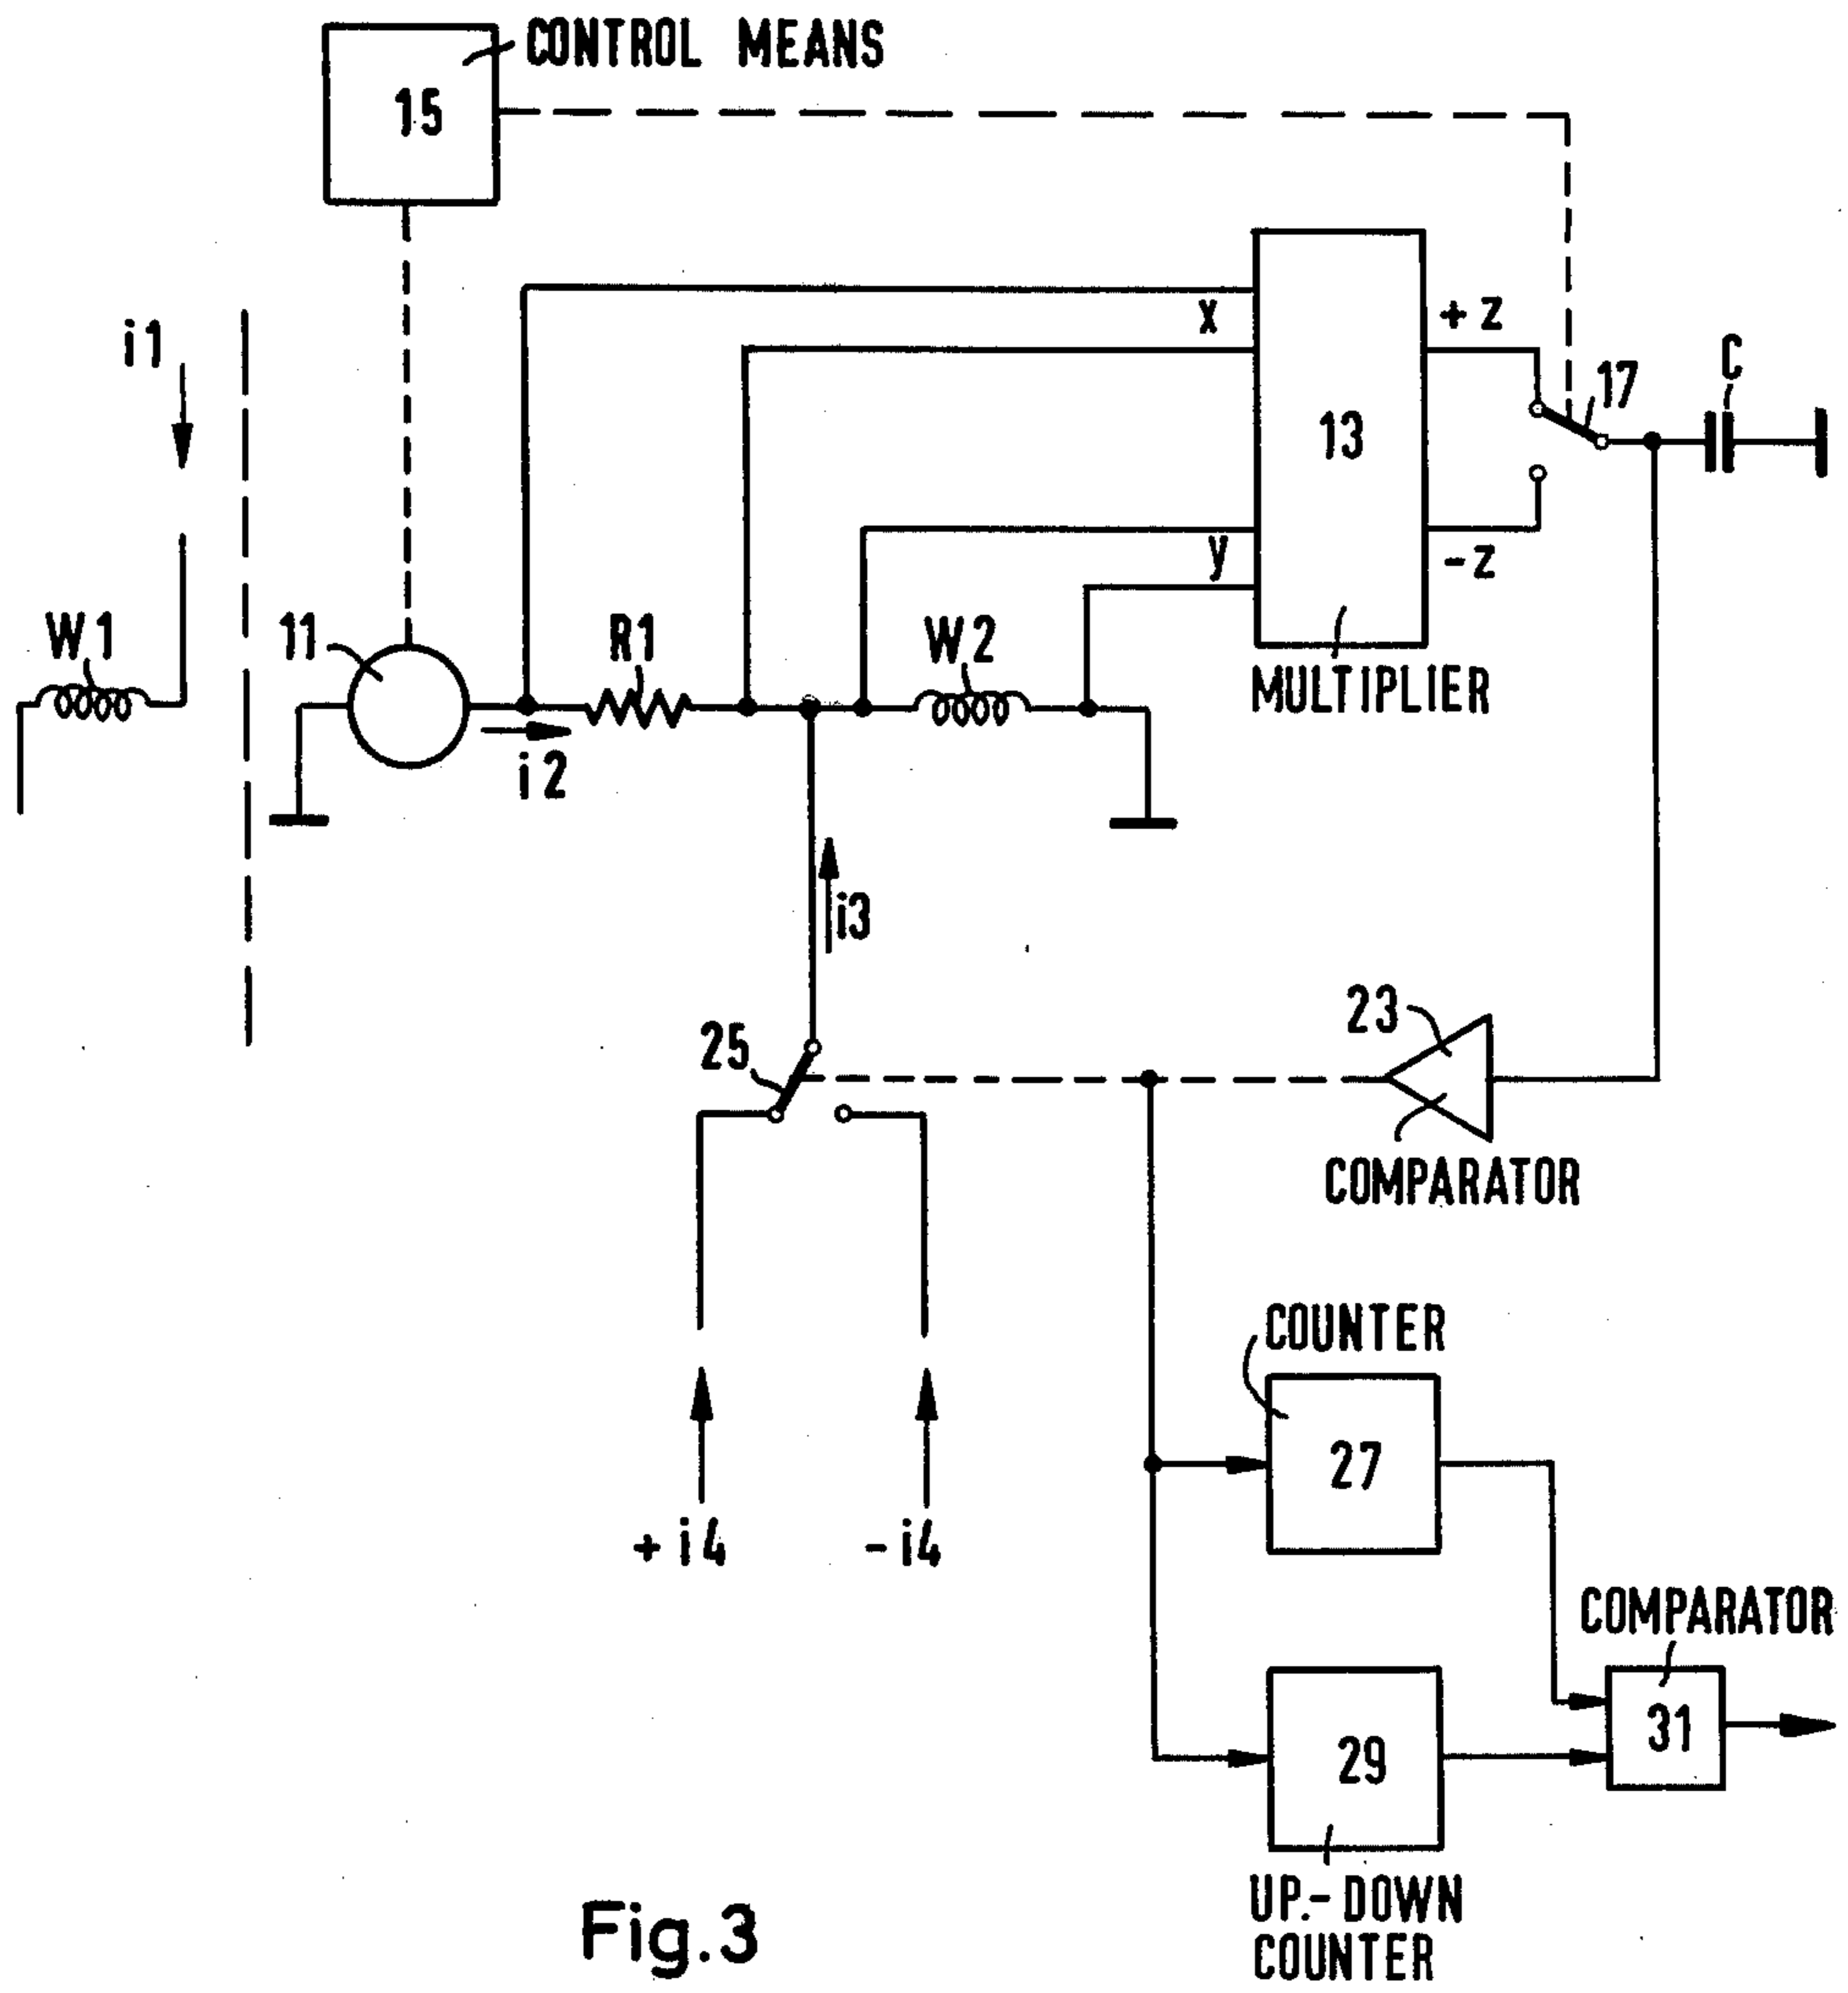 CONTROL MEANS
15
i1
x
+z
C
17
13
y
-z
W1
11
R1
W2
MULTIPLIER
i2
i3
23
25
COMPARATOR
COUNTER
27
+i4
-i4
COMPARATOR
31
29
UP.-DOWN
COUNTER
Fig.3